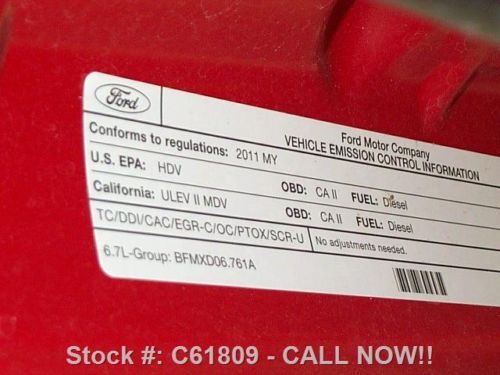 Ford
Ford Motor Company
VEHICLE EMISSION CONTROL INFORMATION
Conforms to regulations: 2011 MY
U.S. EPA: HDV OBD: CA II FUEL: Diesel
California: ULEV II MDV OBD: CA II FUEL: Diesel
TC/DDI/CAC/EGR-C/OC/PTOX/SCR-U No adjustments needed.
6.7L-Group: BFMXD06.761A
Stock #: C61809 - CALL NOW!!